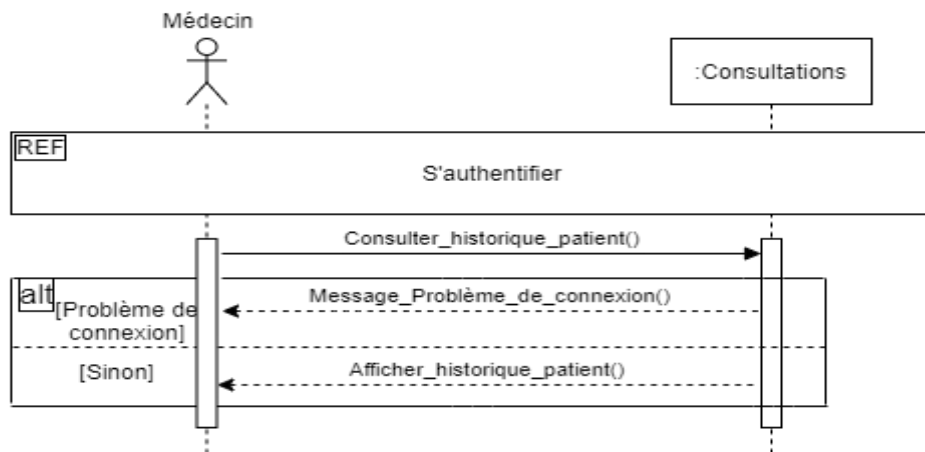 Médecin
:Consultations
REF
S'authentifier
Consulter_historique_patient()
alt
[Problème de
connexion]
Message_Problème_de_connexion()
[Sinon]
Afficher_historique_patient()